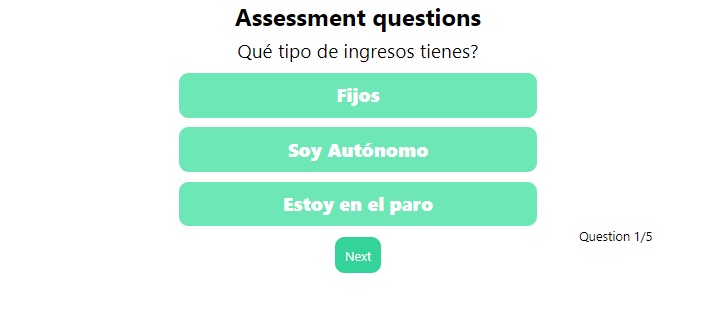 Assessment questions
Qué tipo de ingresos tienes?
Fijos
Soy Autónomo
Estoy en el paro
Question 1/5
Next